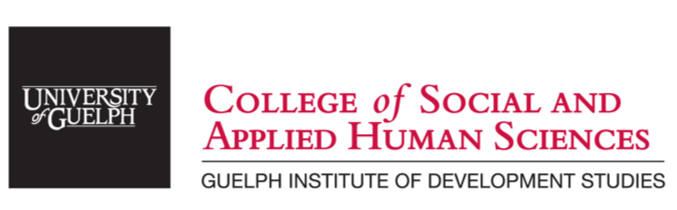 UNIVERSITY
of GUELPH
COLLEGE of SOCIAL AND
APPLIED HUMAN SCIENCES
GUELPH INSTITUTE OF DEVELOPMENT STUDIES